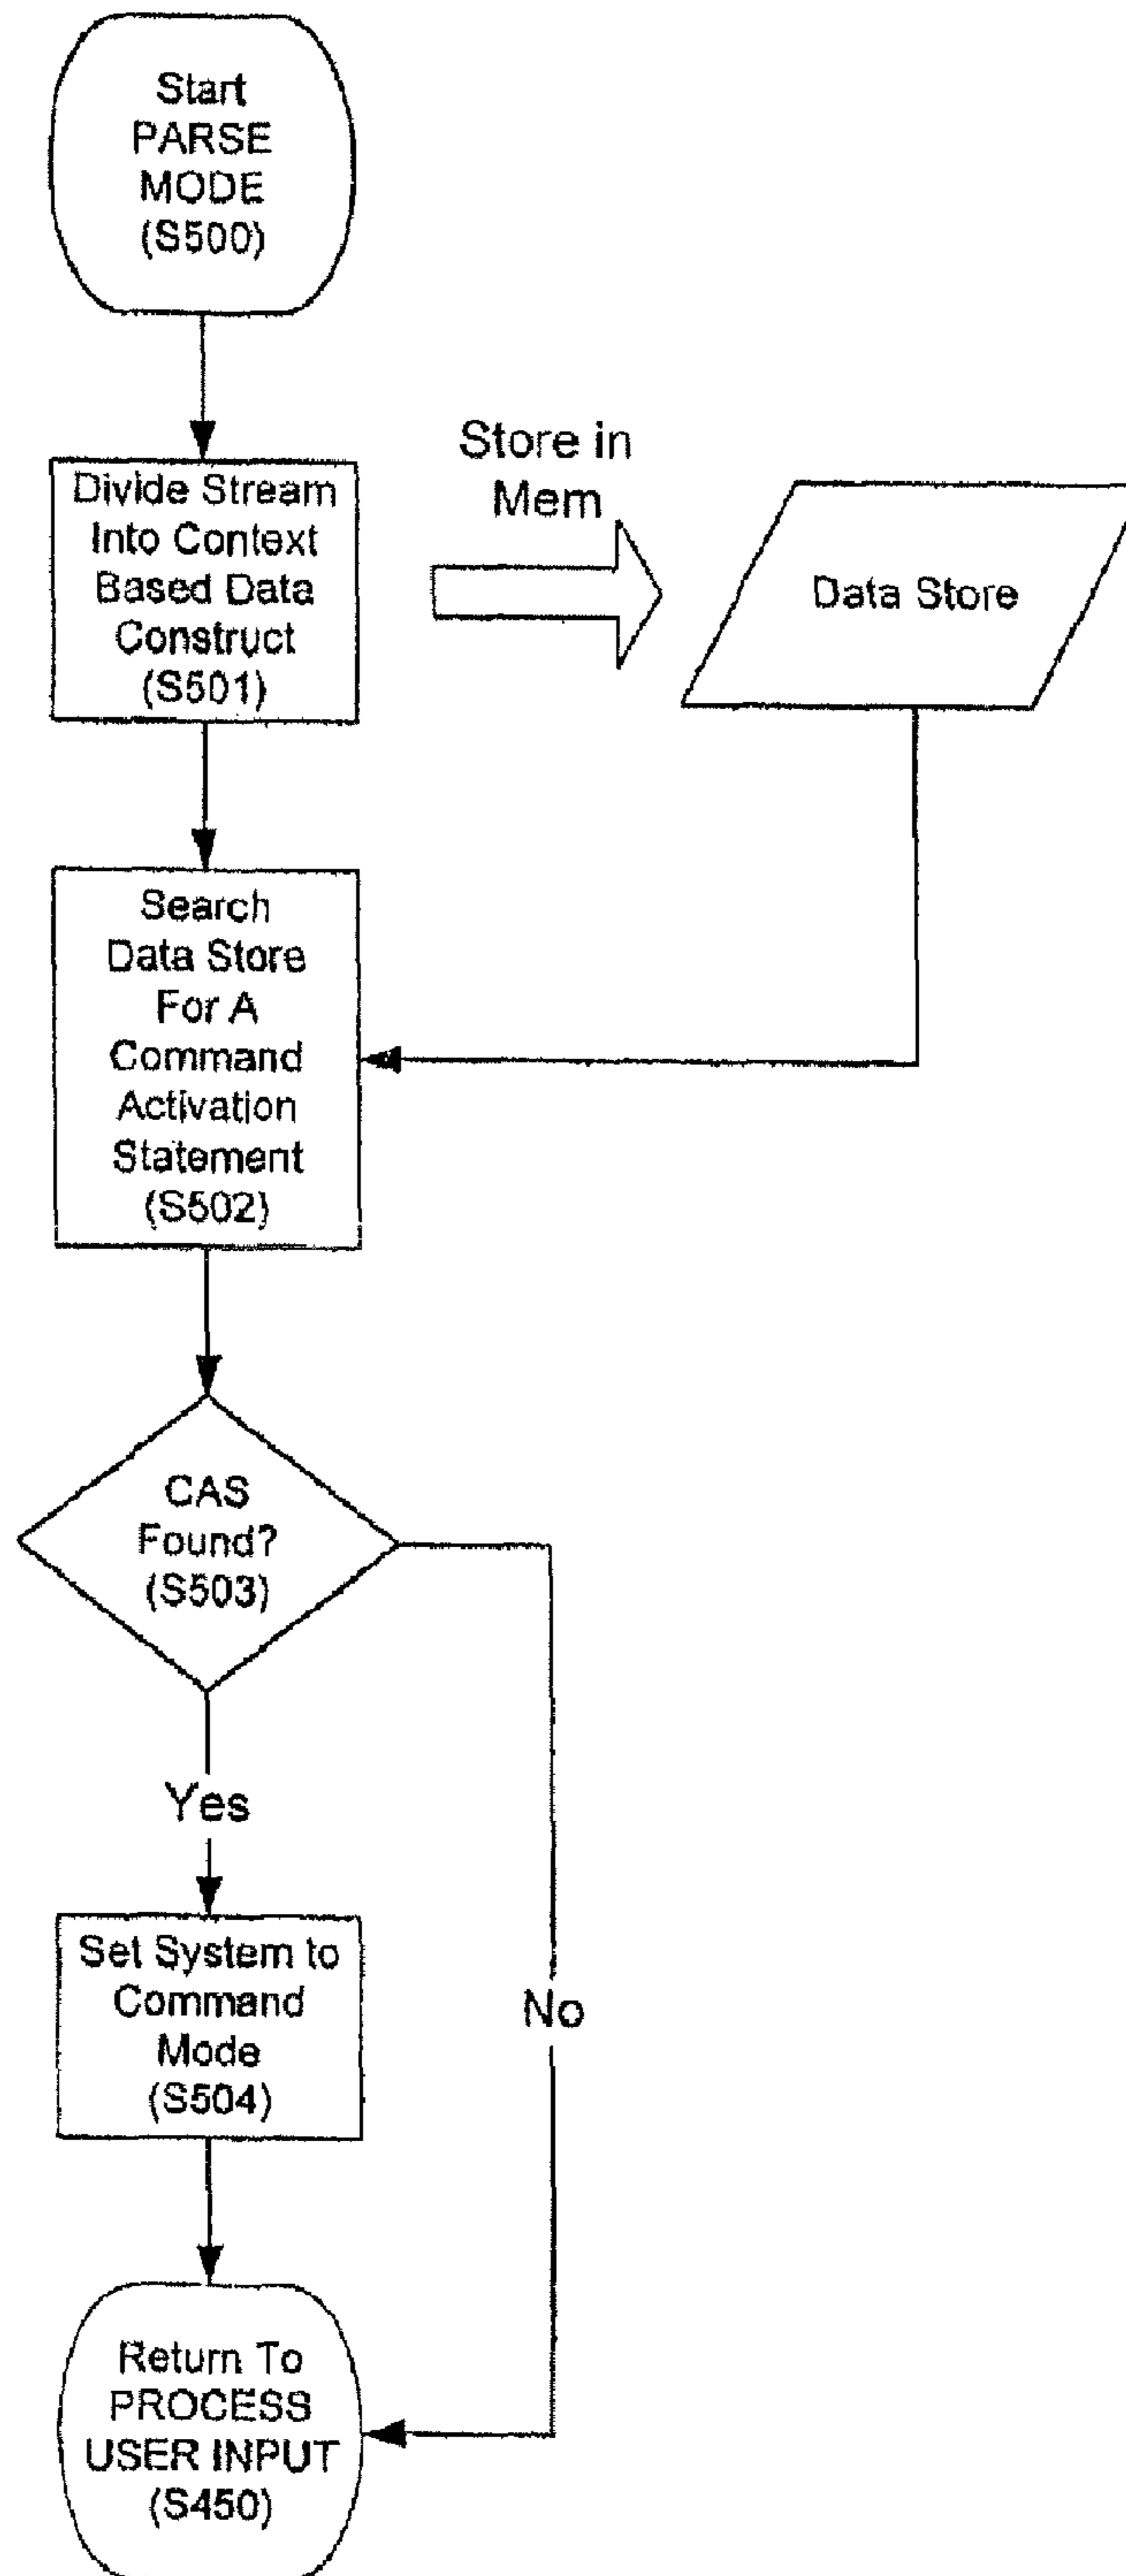 Start
PARSE
MODE
(S500)
Divide Stream
Into Context
Based Data
Construct
(S501)
Store in
Mem
Data Store
Search
Data Store
For A
Command
Activation
Statement
(S502)
CAS
Found?
(S503)
Yes
No
Set System to
Command
Mode
(S504)
Return To
PROCESS
USER INPUT
(S450)